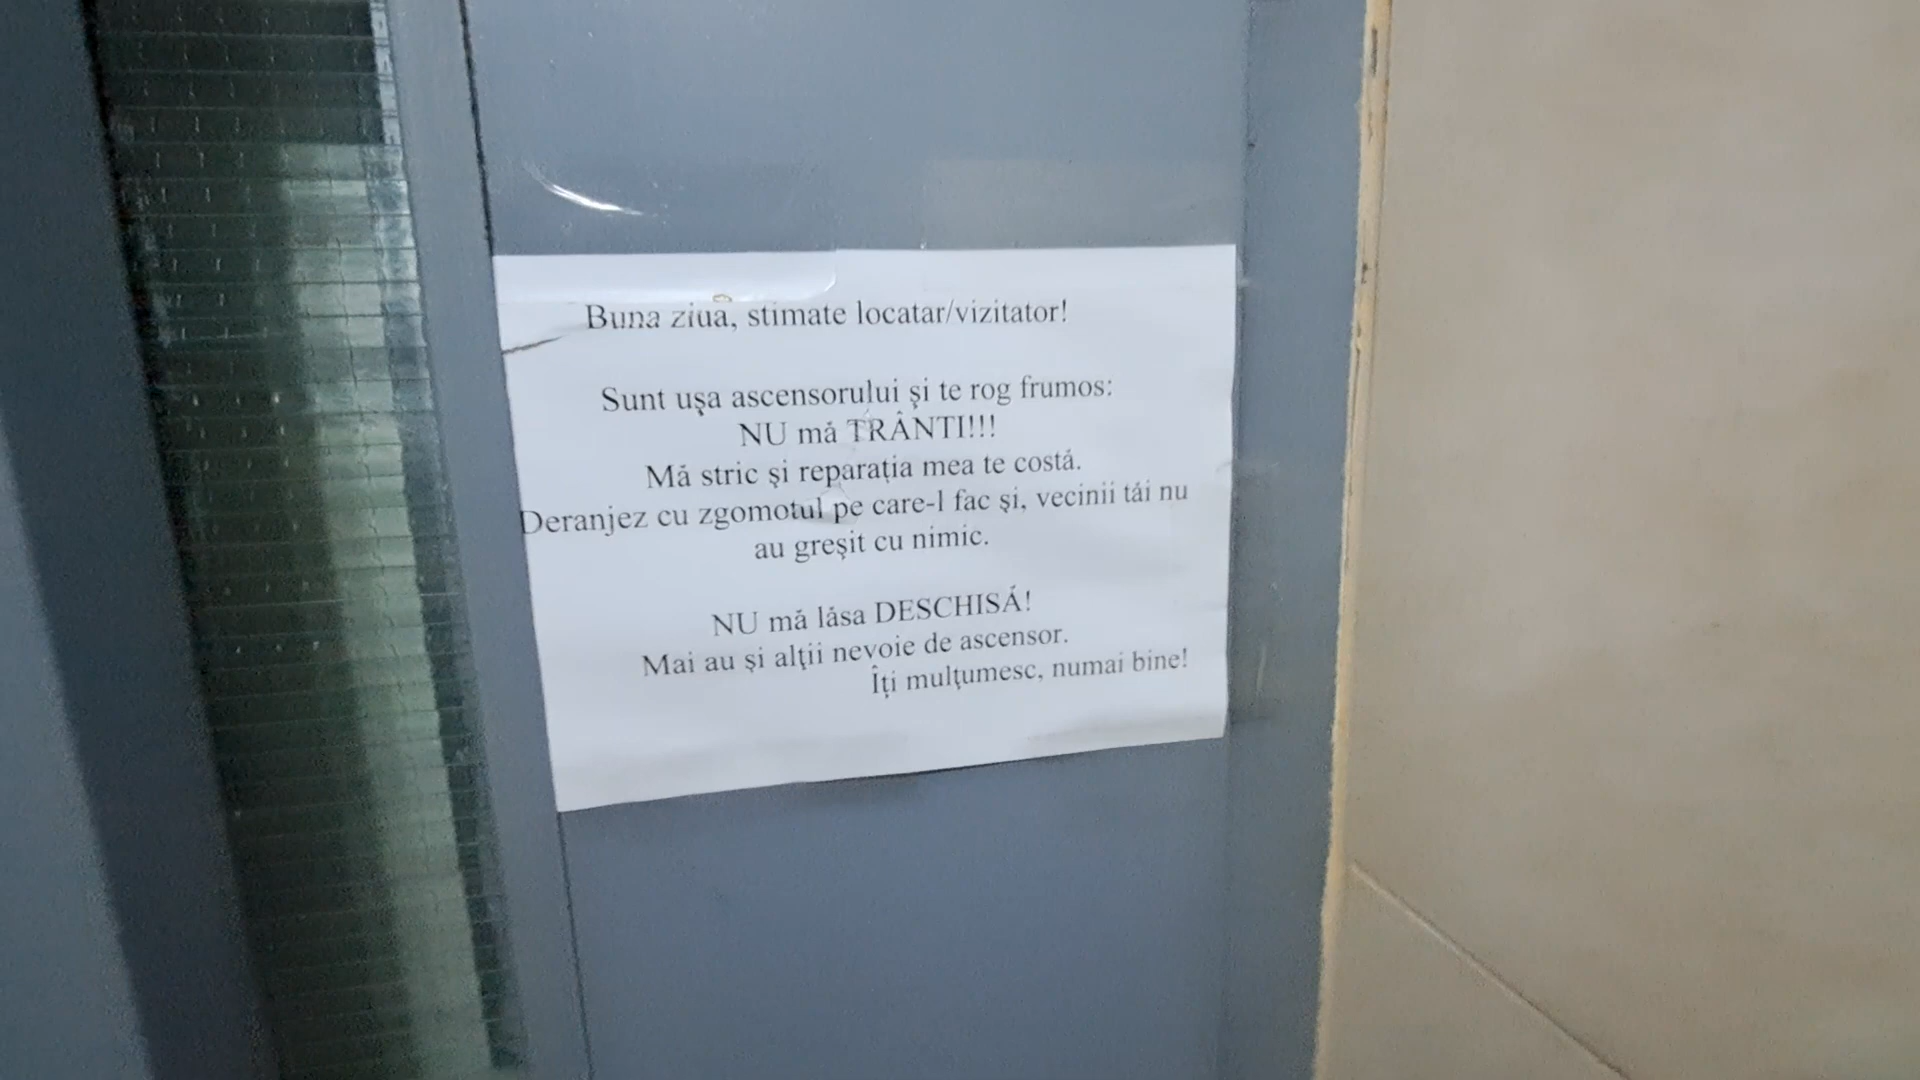 Buna ziua, stimate locatar/vizitator!
Sunt uşa ascensorului şi te rog frumos:
NU mă TRÂNTI!!!
Mă stric şi reparaţia mea te costă.
Deranjez cu zgomotul pe care-l fac şi, vecinii tăi nu
au greşit cu nimic.
NU mă lăsa DESCHISĂ!
Mai au şi alţii nevoie de ascensor.
Îţi mulţumesc, numai bine!